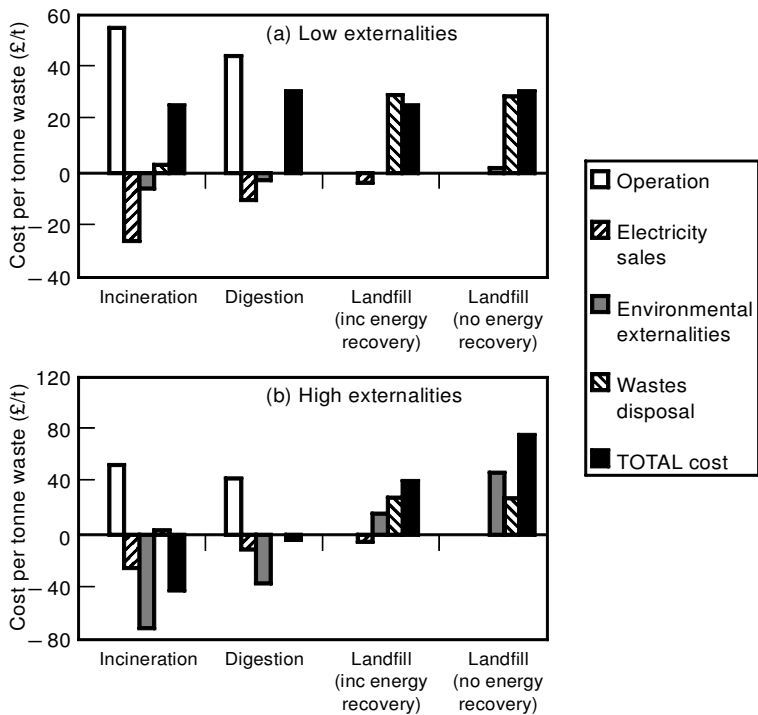 Cost per tonne waste (£/t)
60
40
20
0
– 20
– 40
(a) Low externalities
Incineration
Digestion
Landfill
(inc energy
recovery)
Landfill
(no energy
recovery)
Cost per tonne waste (£/t)
120
80
40
0
– 40
– 80
(b) High externalities
Incineration
Digestion
Landfill
(inc energy
recovery)
Landfill
(no energy
recovery)
Operation
Electricity
sales
Environmental
externalities
Wastes
disposal
TOTAL cost